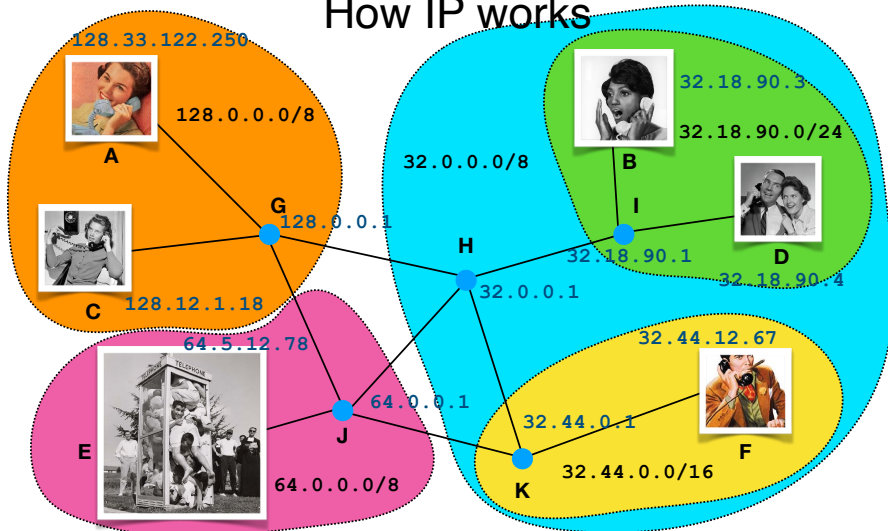 How IP works
128.33.122.250
128.0.0.0/8
A
G
128.0.0.1
C
128.12.1.18
32.0.0.0/8
32.18.90.3
32.18.90.0/24
B
I
32.18.90.1
D
32.18.90.4
H
32.0.0.1
64.5.12.78
TELEPHONE
TELEPHONE
E
64.0.0.1
J
64.0.0.0/8
32.44.12.67
32.44.0.1
F
32.44.0.0/16
K